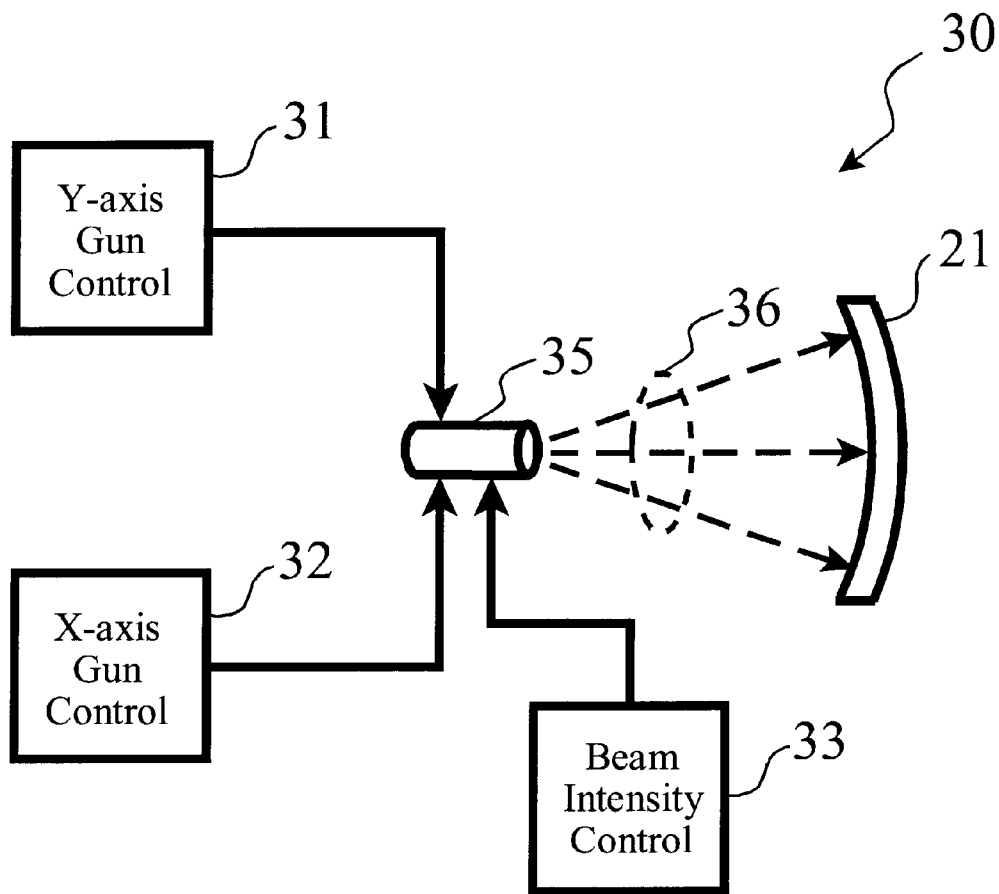 30
31
Y-axis
Gun
Control
21
36
35
32
X-axis
Gun
Control
33
Beam
Intensity
Control